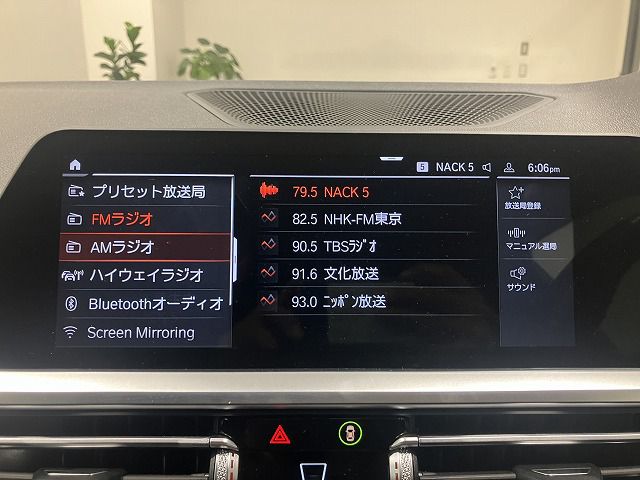 5 NACK 5 6:06pm
プリセット放送局
FMラジオ
AMラジオ
ハイウェイラジオ
Bluetoothオーディオ
Screen Mirroring
79.5 NACK 5
82.5 NHK-FM東京
90.5 TBSﾗｼﾞｵ
91.6 文化放送
93.0 ﾆｯﾎﾟﾝ放送
放送局登録
マニュアル選局
サウンド